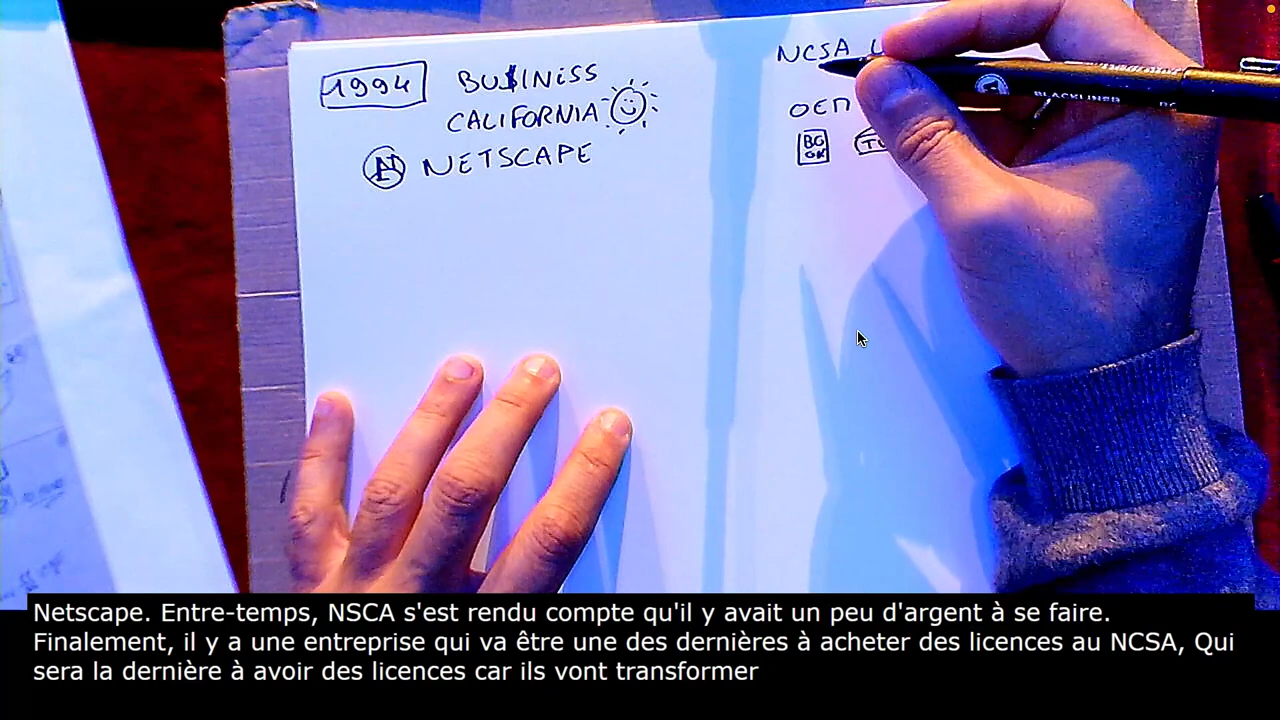 1994
BU$INESS
CALIFORNIA
N NETSCAPE
NCSA
OEM
BOOK
BLACKLINER
Netscape. Entre-temps, NSCA s'est rendu compte qu'il y avait un peu d'argent à se faire.
Finalement, il y a une entreprise qui va être une des dernières à acheter des licences au NCSA, Qui
sera la dernière à avoir des licences car ils vont transformer